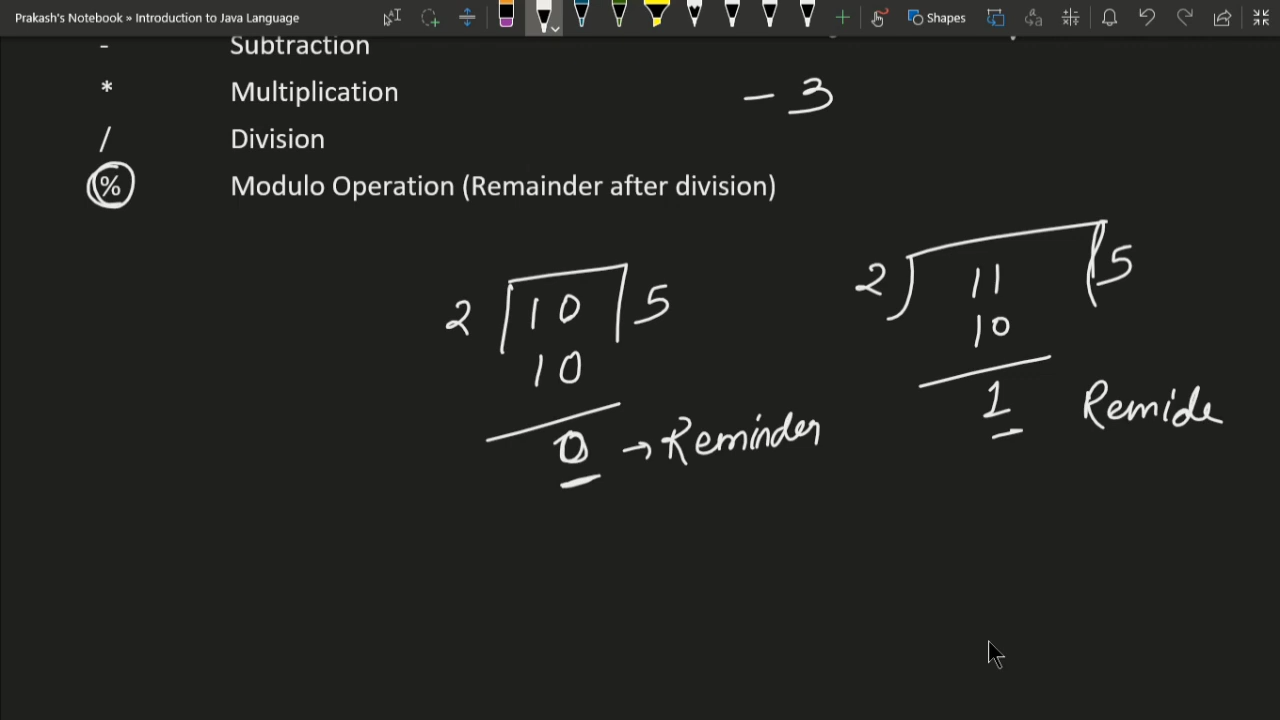 Prakash's Notebook » Introduction to Java Language
Shapes
- Subtraction
* Multiplication
- 3
/ Division
% Modulo Operation (Remainder after division)
2 10 5
10
0 → Reminder
2 11 5
10
1 Remide